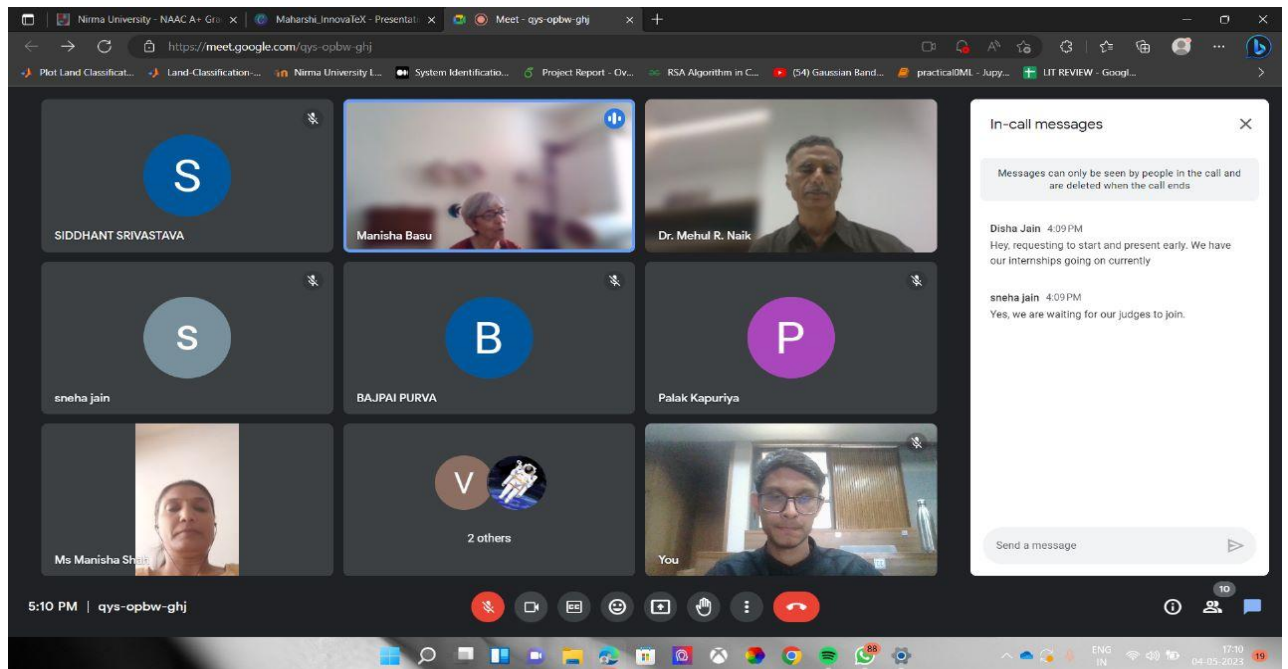 Nirma University - NAAC A+ Gra
Maharshi_InnovaTeX - Presentati
Meet - qys-opbw-ghj
https://meet.google.com/qys-opbw-ghj
Plot Land Classificat...
Land-Classification-...
Nirma University L...
System Identificatio...
Project Report - Ov...
RSA Algorithm in C...
(54) Gaussian Band...
practical0ML - Jupy...
LIT REVIEW - Googl...
S
SIDDHANT SRIVASTAVA
Manisha Basu
Dr. Mehul R. Naik
s
sneha jain
B
BAJPAI PURVA
P
Palak Kapuriya
Ms Manisha Shah
V
2 others
You
In-call messages
Messages can only be seen by people in the call and
are deleted when the call ends
Disha Jain 4:09 PM
Hey, requesting to start and present early. We have
our internships going on currently
sneha jain 4:09 PM
Yes, we are waiting for our judges to join.
Send a message
5:10 PM | qys-opbw-ghj
CC
10
88
ENG
IN
17:10
04-05-2023
19